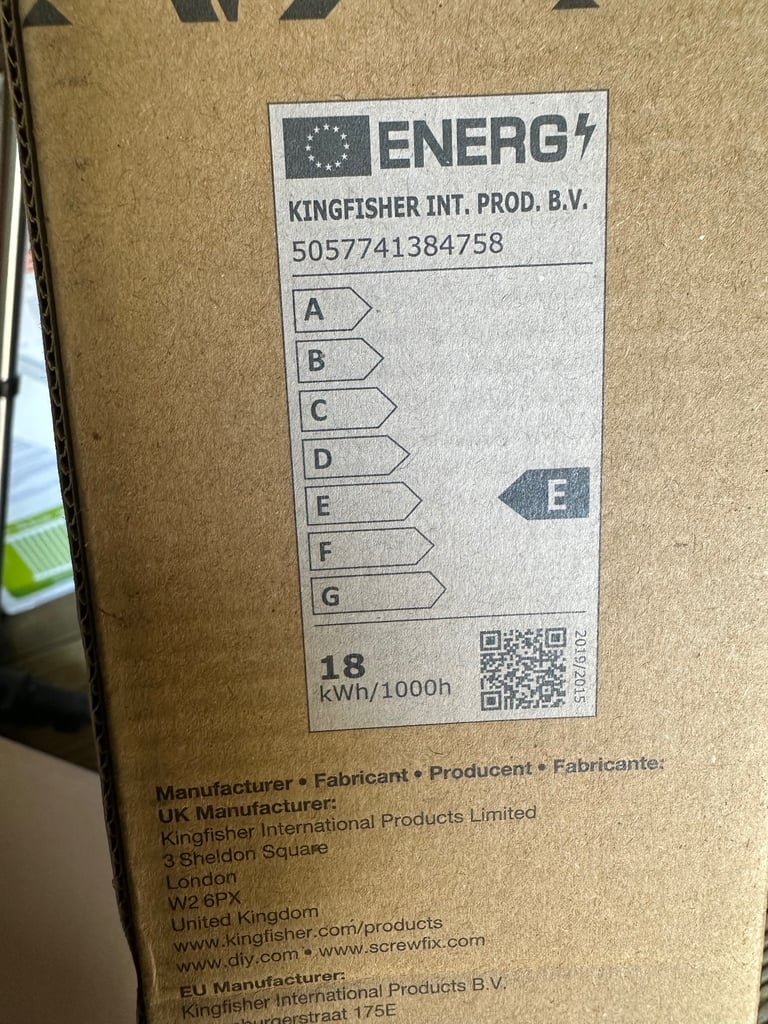 ENERG
KINGFISHER INT. PROD. B.V.
5057741384758
A
B
C
D
E
E
F
G
18
kWh/1000h
2019/2015
Manufacturer • Fabricant • Producent • Fabricante:
UK Manufacturer:
Kingfisher International Products Limited
3 Sheldon Square
London
W2 6PX
United Kingdom
www.kingfisher.com/products
www.diy.com • www.screwfix.com
EU Manufacturer:
Kingfisher International Products B.V.
175E